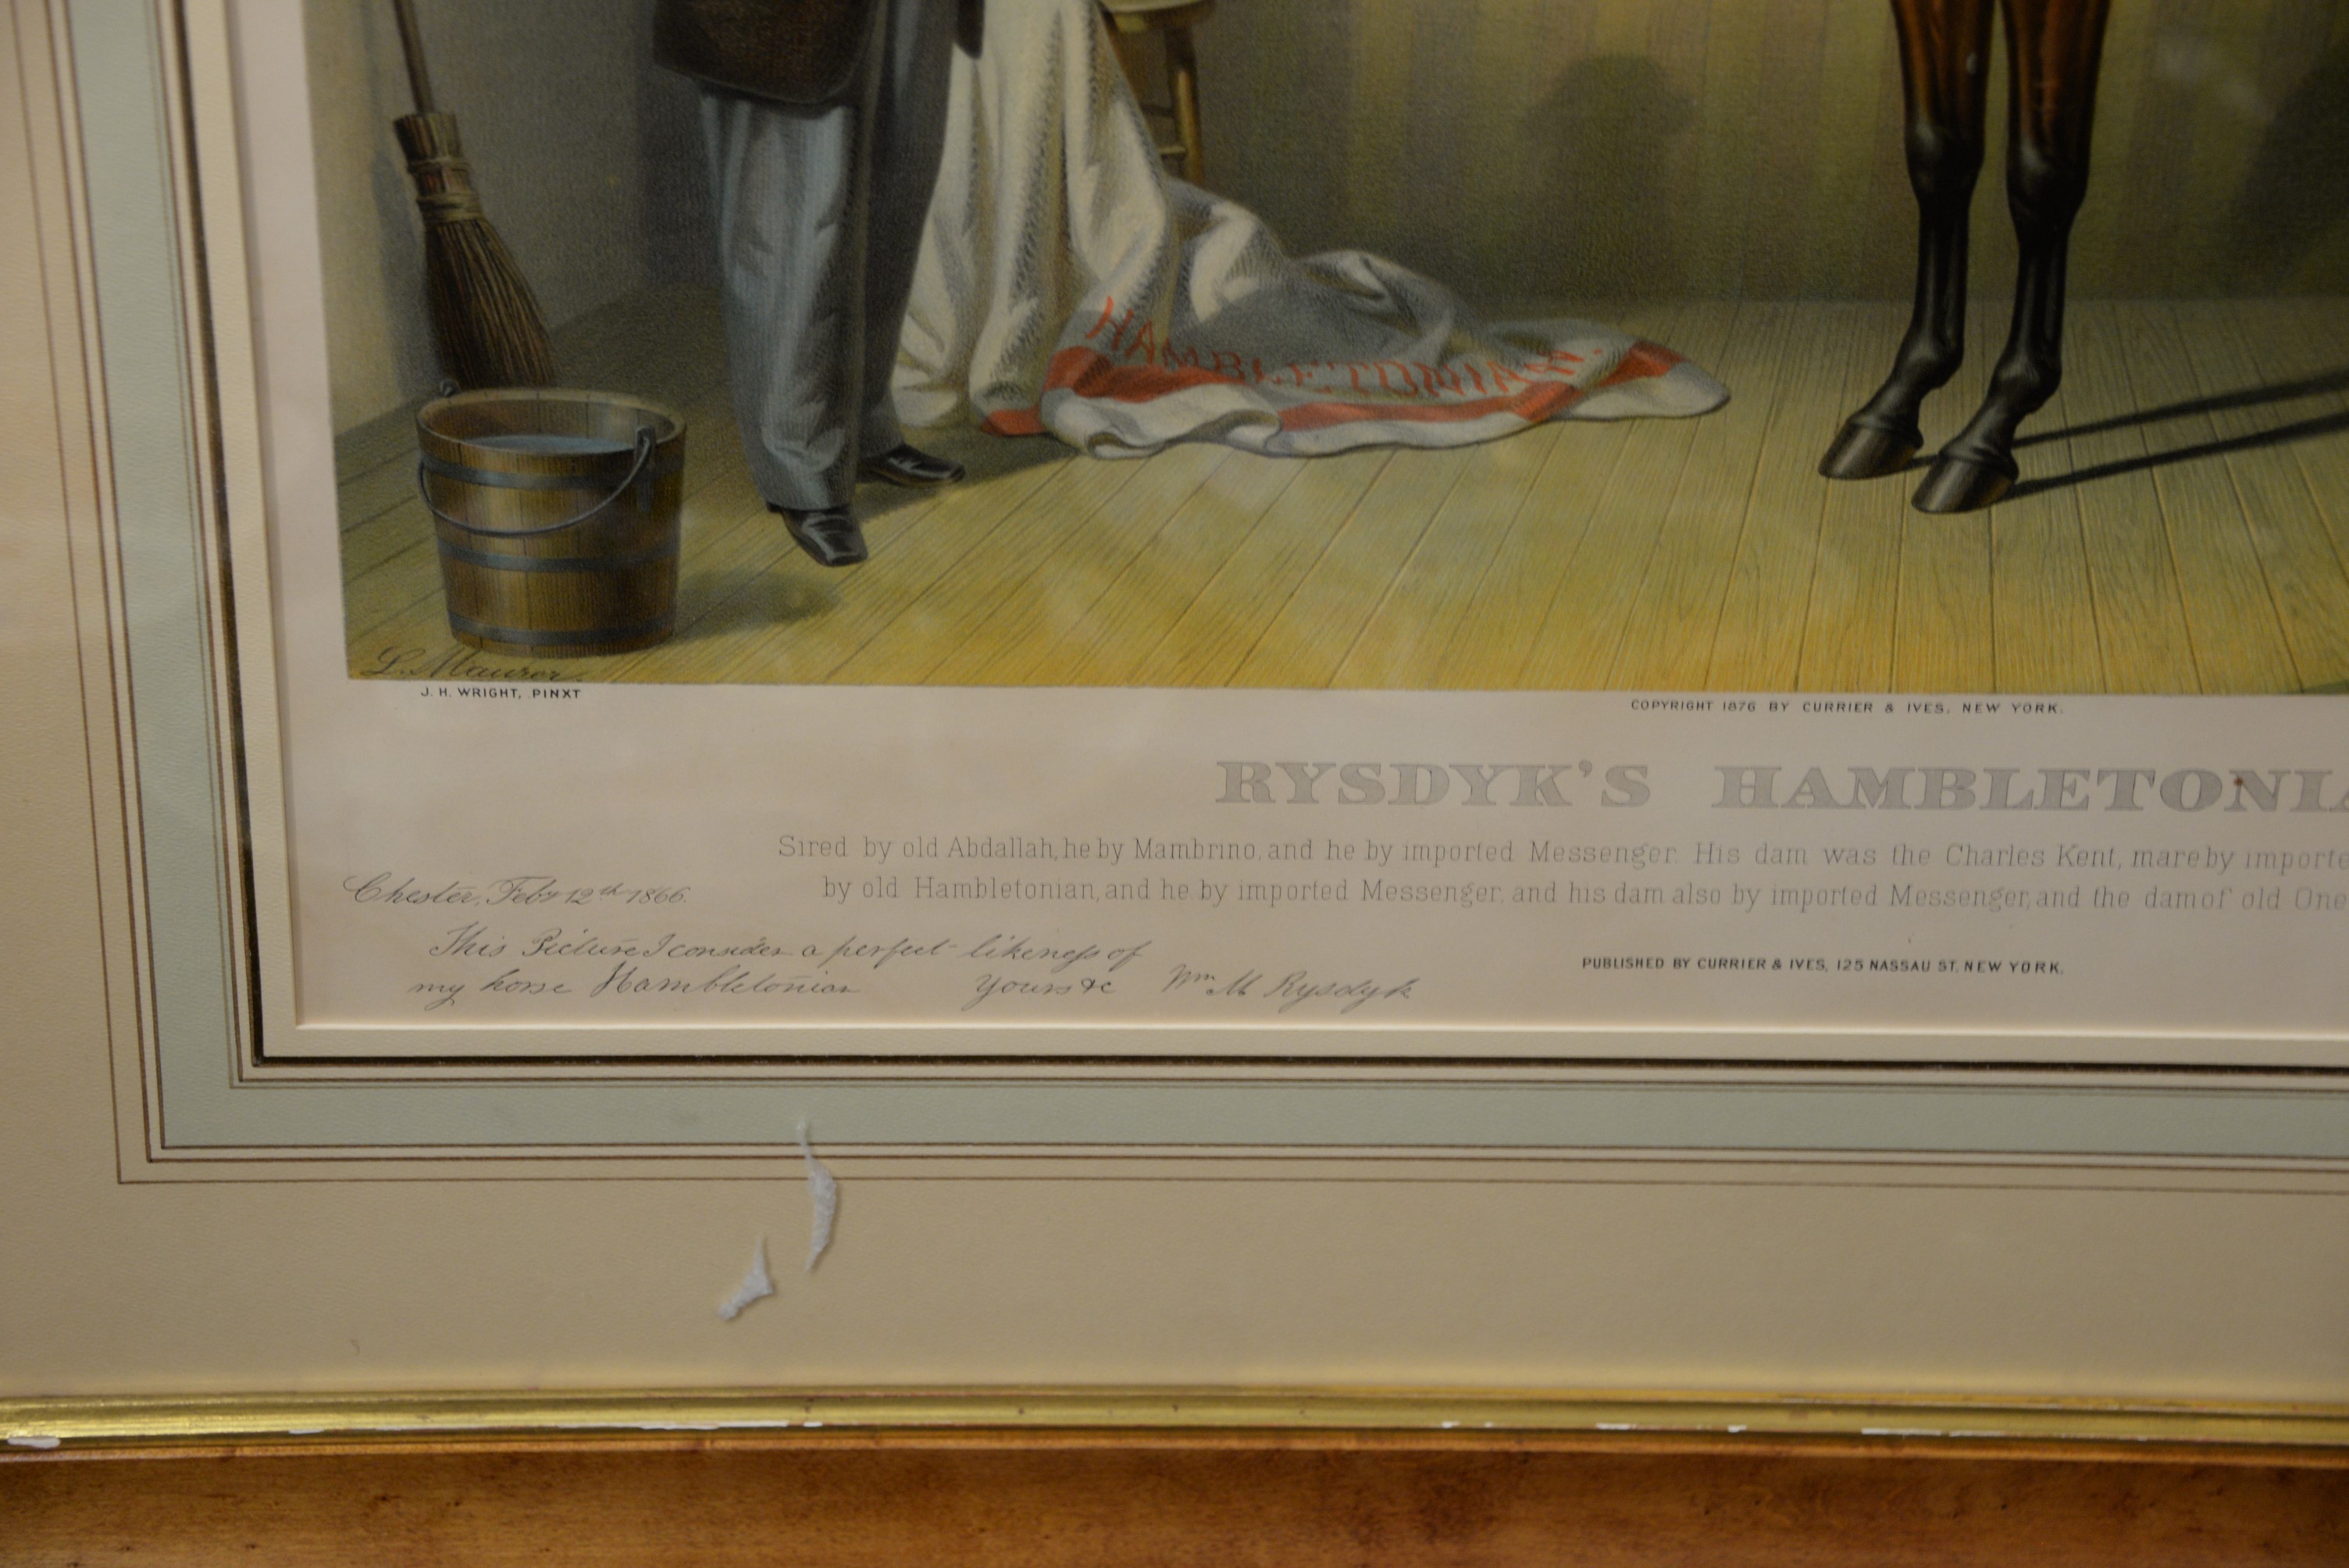 HAMBLETONIAN.
L. Maurer.
J. H. WRIGHT, PINXT
COPYRIGHT 1876 BY CURRIER & IVES, NEW YORK.
RYSDYK'S HAMBLETONIA
Sired by old Abdallah, he by Mambrino, and he by imported Messenger. His dam was the Charles Kent, mare by importe
by old Hambletonian, and he by imported Messenger, and his dam also by imported Messenger, and the dam of old One
Chester, Feby 12th 1866.
This Picture I consider a perfect likeness of
my horse Hambletonian Yours &c Wm M Rysdyk
PUBLISHED BY CURRIER & IVES, 125 NASSAU ST. NEW YORK.